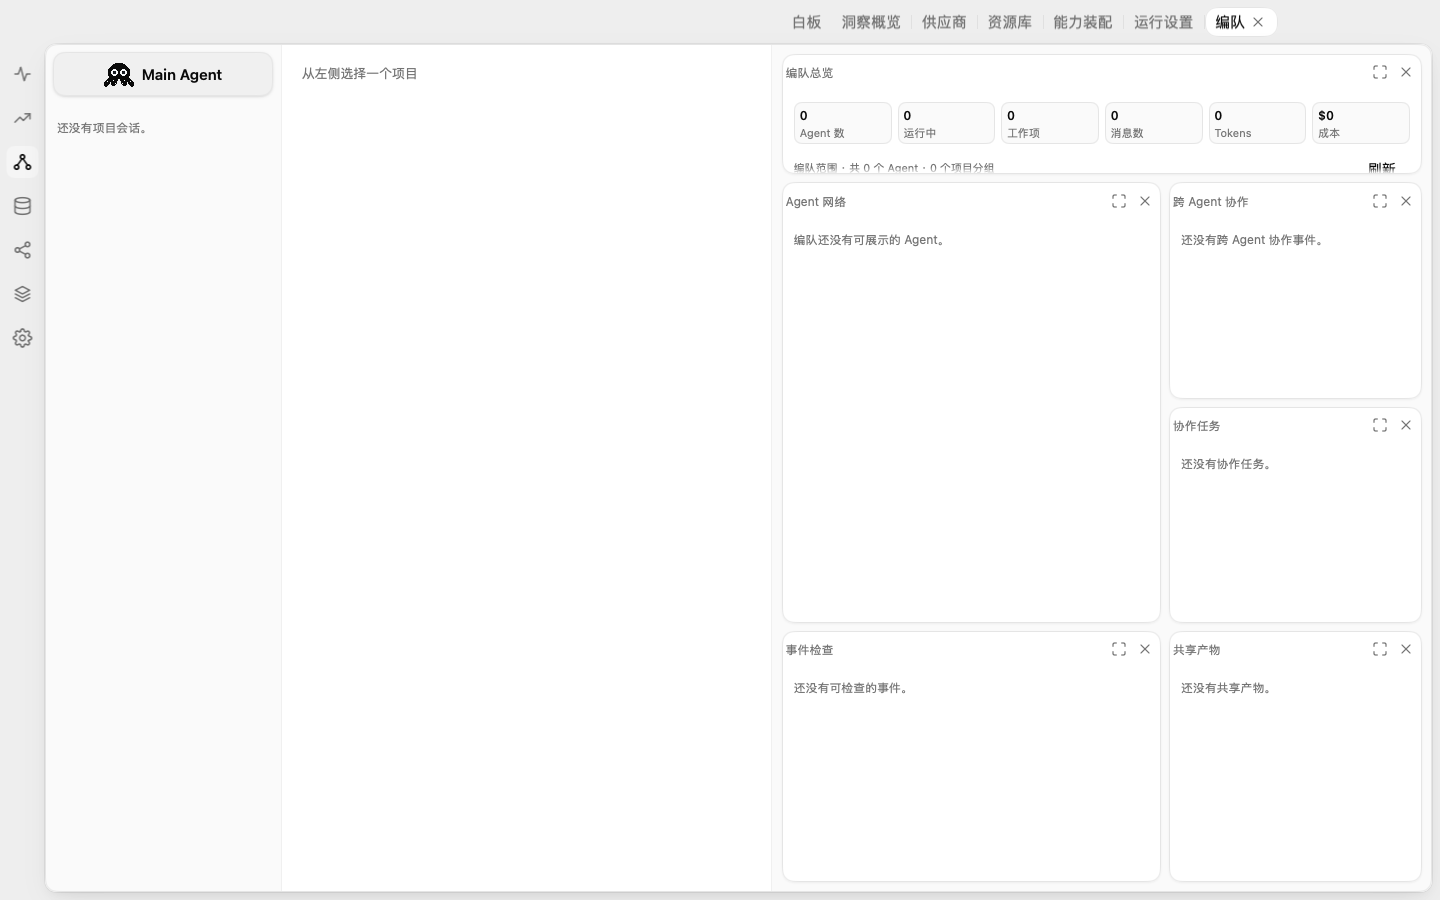 白板
洞察概览
供应商
资源库
能力装配
运行设置
编队
Main Agent
还没有项目会话。
从左侧选择一个项目
编队总览
0
Agent 数
0
运行中
0
工作项
0
消息数
0
Tokens
$0
成本
编队范围 · 共 0 个 Agent · 0 个项目分组
刷新
Agent 网络
编队还没有可展示的 Agent。
跨 Agent 协作
还没有跨 Agent 协作事件。
协作任务
还没有协作任务。
事件检查
还没有可检查的事件。
共享产物
还没有共享产物。